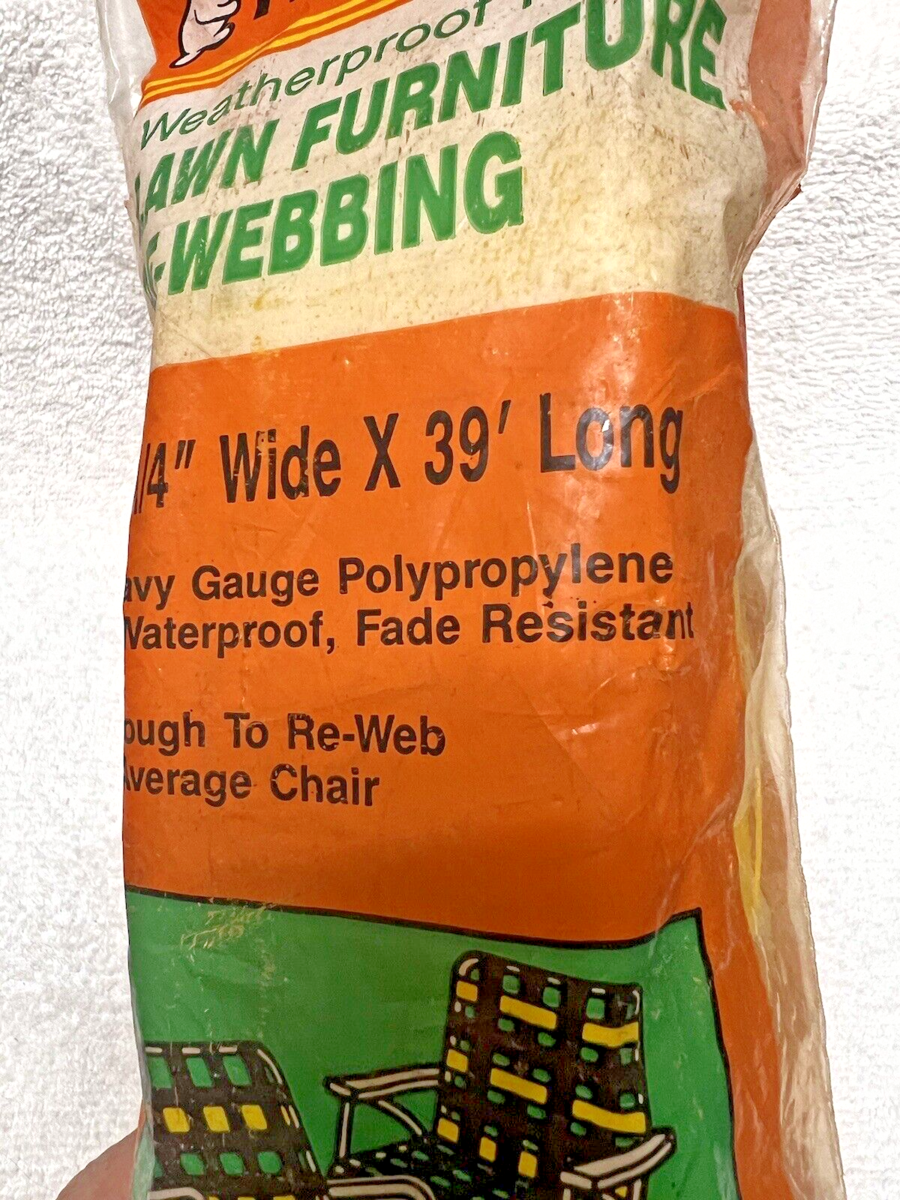 Weatherproof
LAWN FURNITURE
-WEBBING
1/4" Wide X 39' Long
avy Gauge Polypropylene
Waterproof, Fade Resistant
ough To Re-Web
Average Chair